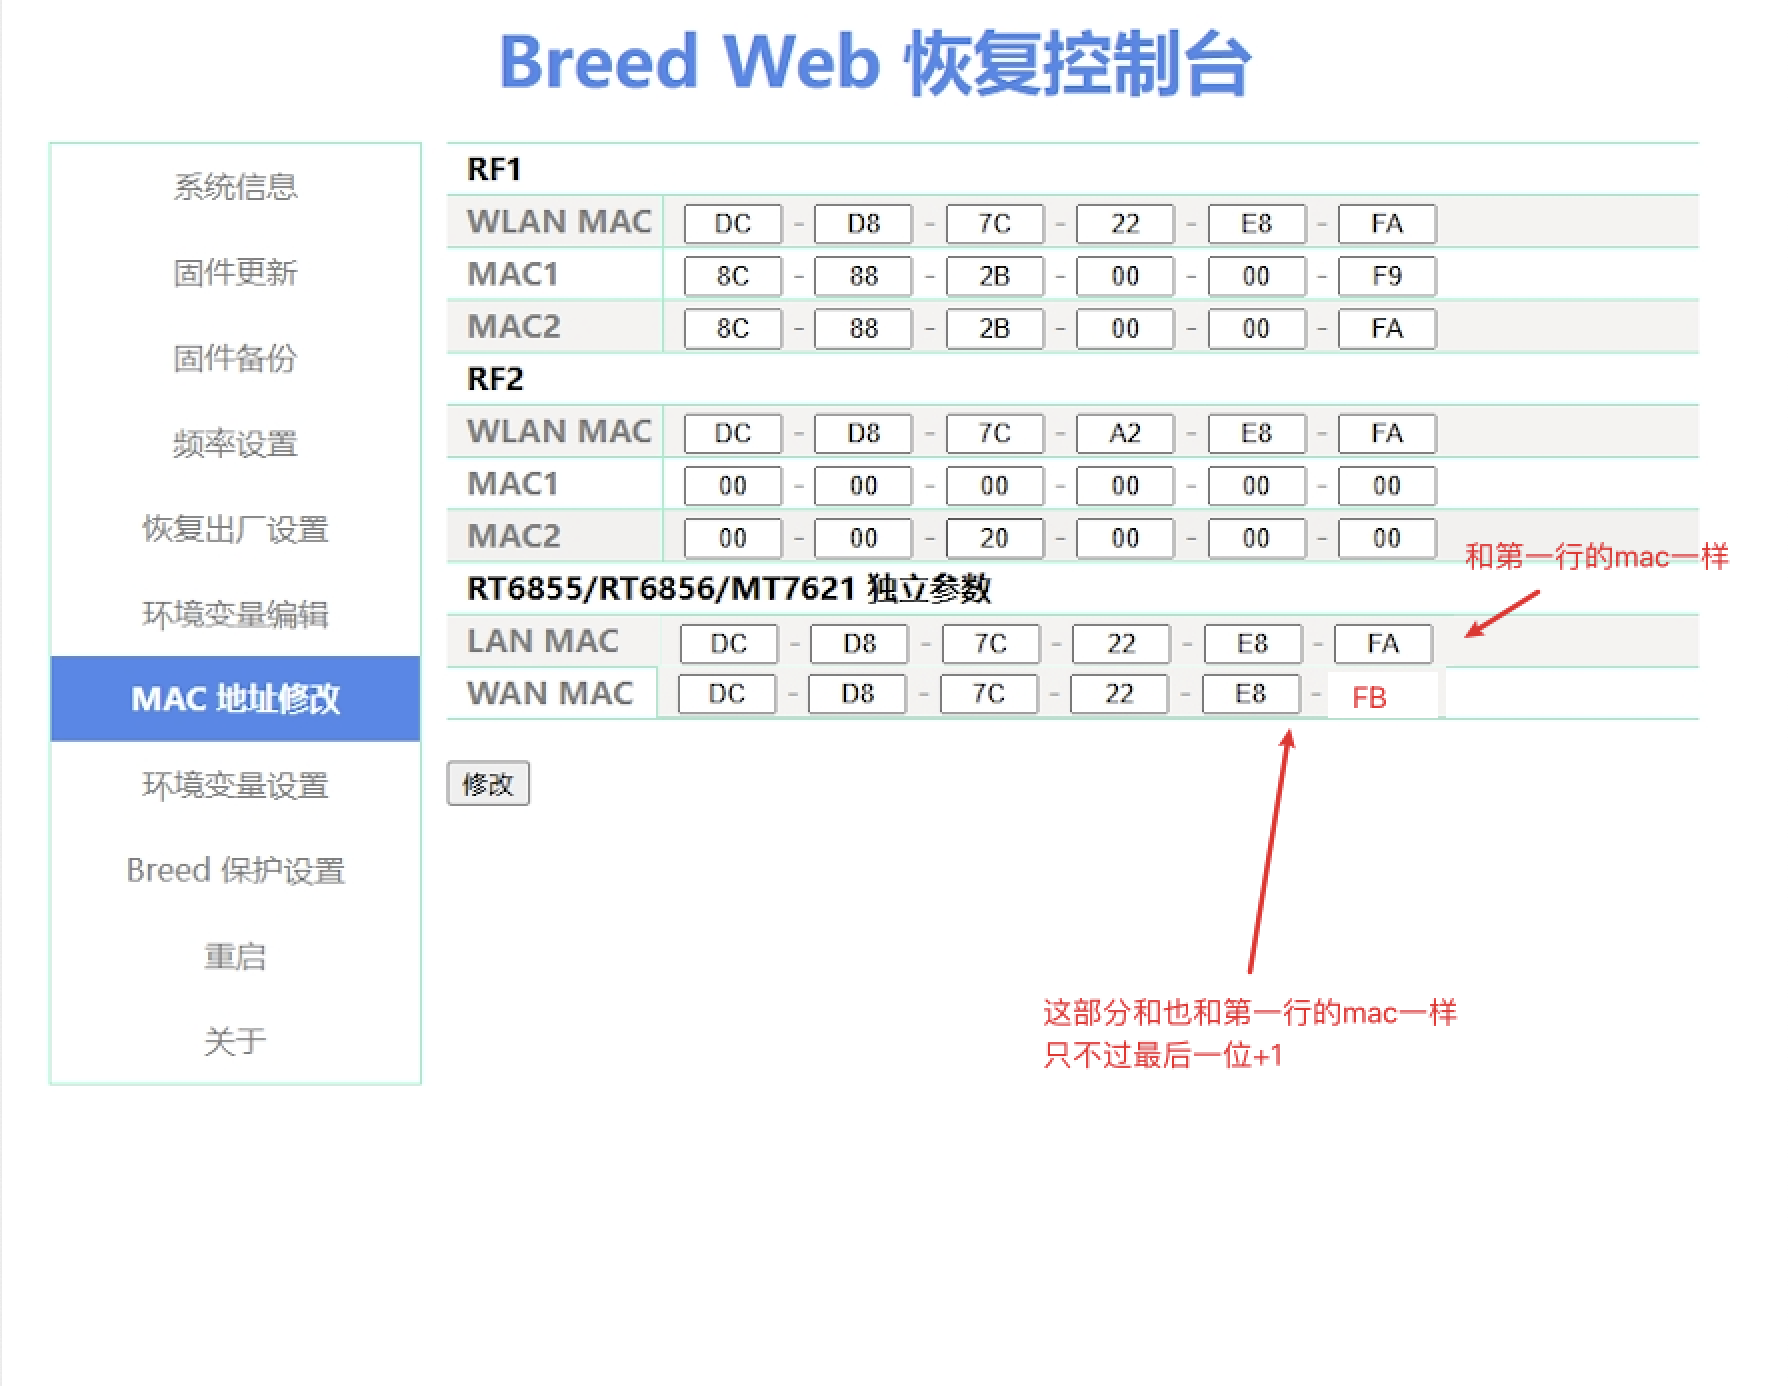 Breed Web 恢复控制台
系统信息
固件更新
固件备份
频率设置
恢复出厂设置
环境变量编辑
MAC 地址修改
环境变量设置
Breed 保护设置
重启
关于
RF1
WLAN MAC DC - D8 - 7C - 22 - E8 - FA
MAC1 8C - 88 - 2B - 00 - 00 - F9
MAC2 8C - 88 - 2B - 00 - 00 - FA
RF2
WLAN MAC DC - D8 - 7C - A2 - E8 - FA
MAC1 00 - 00 - 00 - 00 - 00 - 00
MAC2 00 - 00 - 20 - 00 - 00 - 00
和第一行的mac一样
RT6855/RT6856/MT7621 独立参数
LAN MAC DC - D8 - 7C - 22 - E8 - FA
WAN MAC DC - D8 - 7C - 22 - E8 - FB
修改
这部分和也和第一行的mac一样
只不过最后一位+1